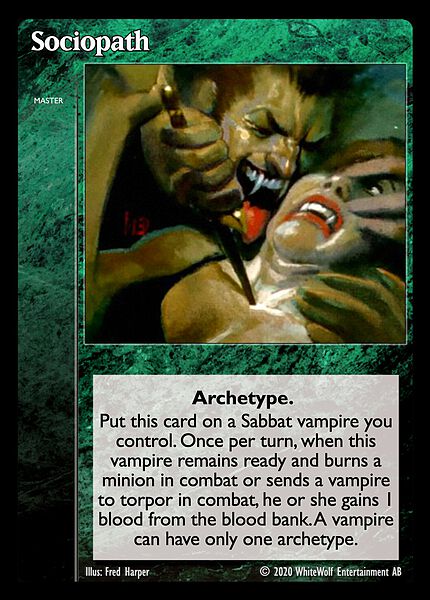 Sociopath
MASTER
Archetype.
Put this card on a Sabbat vampire you
control. Once per turn, when this
vampire remains ready and burns a
minion in combat or sends a vampire
to torpor in combat, he or she gains 1
blood from the blood bank. A vampire
can have only one archetype.
Illus: Fred Harper © 2020 WhiteWolf Entertainment AB